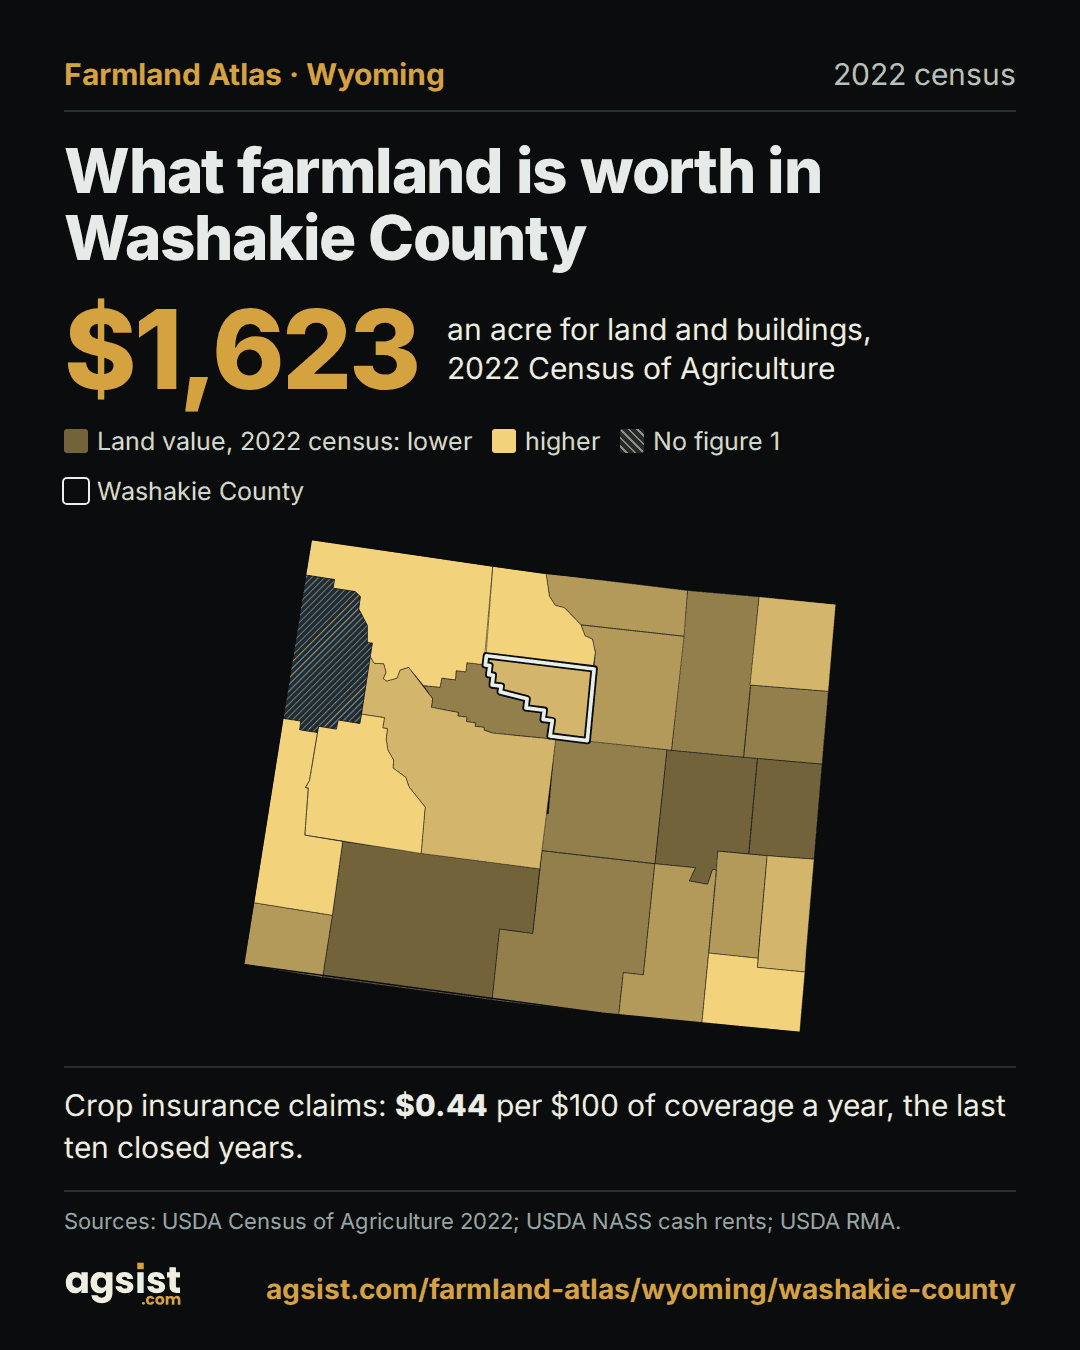 Farmland Atlas · Wyoming
2022 census
What farmland is worth in
Washakie County
$1,623
an acre for land and buildings,
2022 Census of Agriculture
Land value, 2022 census: lower
higher
No figure 1
Washakie County
Crop insurance claims: $0.44 per $100 of coverage a year, the last
ten closed years.
Sources: USDA Census of Agriculture 2022; USDA NASS cash rents; USDA RMA.
agsist
.com
agsist.com/farmland-atlas/wyoming/washakie-county